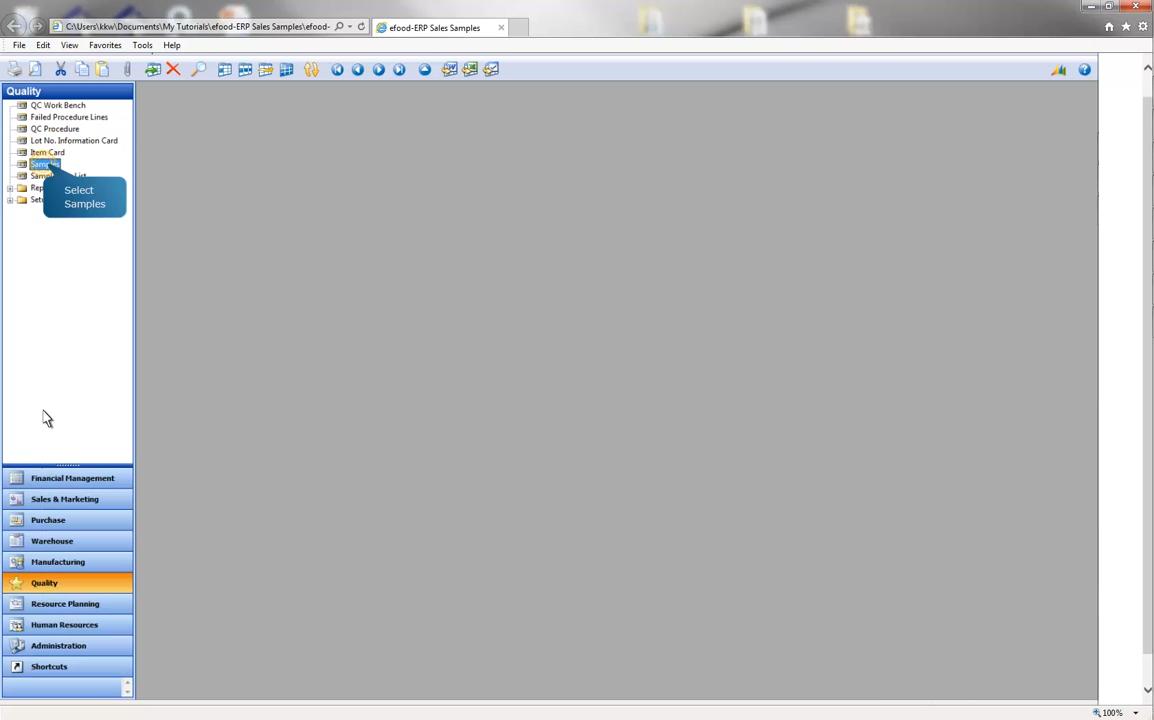 C:\Users\kkw\Documents\My Tutorials\efood-ERP Sales Samples\efood-
efood-ERP Sales Samples
File Edit View Favorites Tools Help
Quality
QC Work Bench
Failed Procedure Lines
QC Procedure
Lot No. Information Card
Item Card
Samples
Select
Samples
Financial Management
Sales & Marketing
Purchase
Warehouse
Manufacturing
Quality
Resource Planning
Human Resources
Administration
Shortcuts
100%